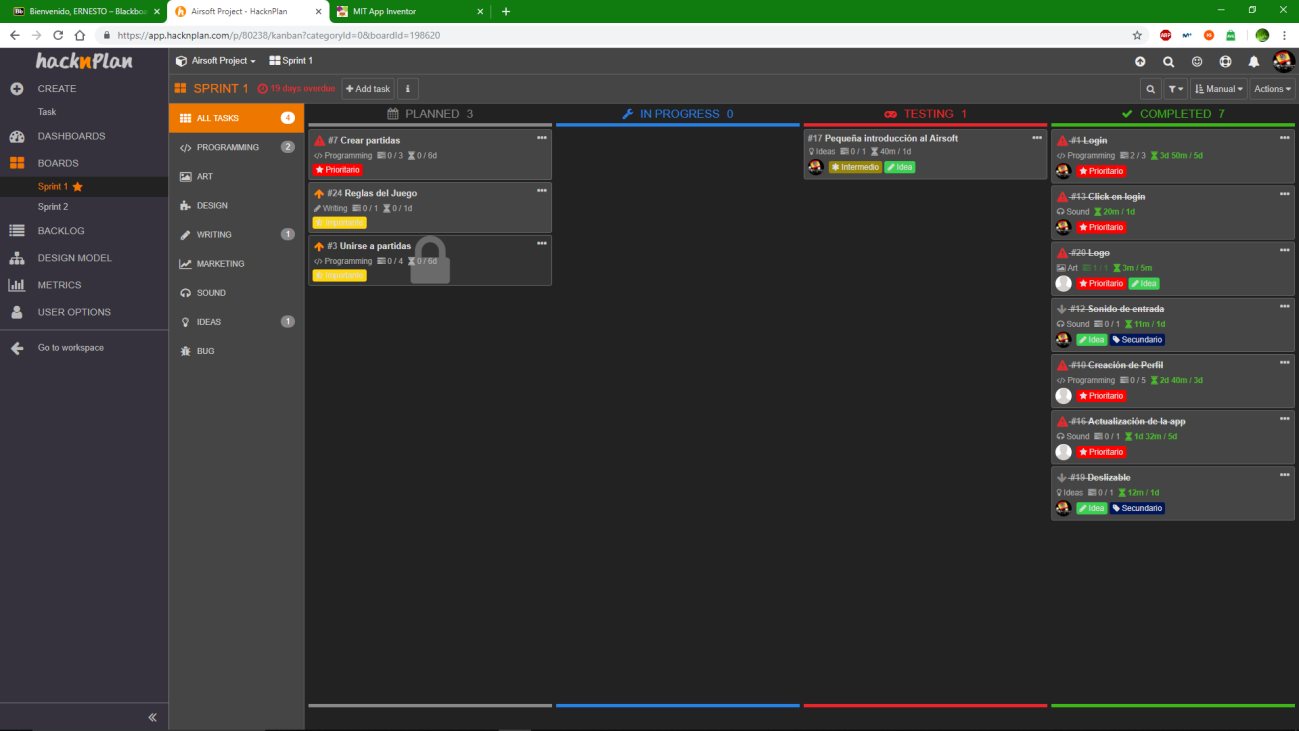 Bienvenido, ERNESTO – Blackboa
Airsoft Project - HacknPlan
MIT App Inventor
https://app.hacknplan.com/p/80238/kanban?categoryId=0&boardId=198620
hacknPlan
Airsoft Project
Sprint 1
CREATE
Task
DASHBOARDS
BOARDS
Sprint 1
Sprint 2
BACKLOG
DESIGN MODEL
METRICS
USER OPTIONS
Go to workspace
SPRINT 1
19 days overdue
+ Add task
Manual
Actions
ALL TASKS 4
PROGRAMMING 2
ART
DESIGN
WRITING 1
MARKETING
SOUND
IDEAS 1
BUG
PLANNED 3
#7 Crear partidas
Programming 0 / 3 0 / 6d
Prioritario
#24 Reglas del Juego
Writing 0 / 1 0 / 1d
#3 Unirse a partidas
Programming 0 / 4 0 / 6d
IN PROGRESS 0
TESTING 1
#17 Pequeña introducción al Airsoft
Ideas 0 / 1 40m / 1d
Intermedio Idea
COMPLETED 7
#1 Login
Programming 2 / 3 3d 50m / 5d
Prioritario
#13 Click en login
Sound 20m / 1d
Prioritario
#20 Logo
Art 1 / 1 3m / 5m
Prioritario Idea
#12 Sonido de entrada
Sound 0 / 1 11m / 1d
Idea Secundario
#10 Creación de Perfil
Programming 0 / 5 2d 40m / 3d
Prioritario
#16 Actualización de la app
Sound 0 / 1 1d 32m / 5d
Prioritario
#19 Deslizable
Ideas 0 / 1 12m / 1d
Idea Secundario